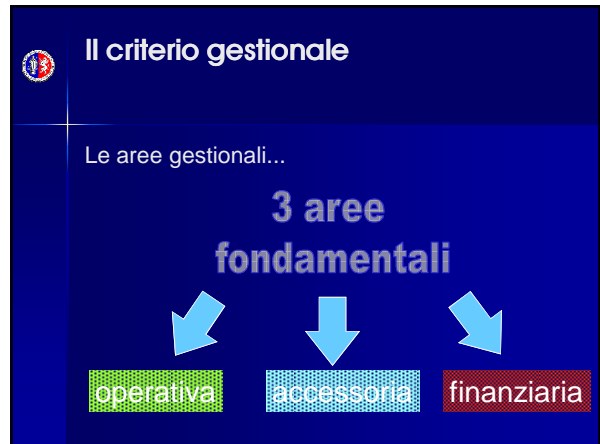 Il criterio gestionale
Le aree gestionali...
3 aree
fondamentali
operativa accessoria finanziaria